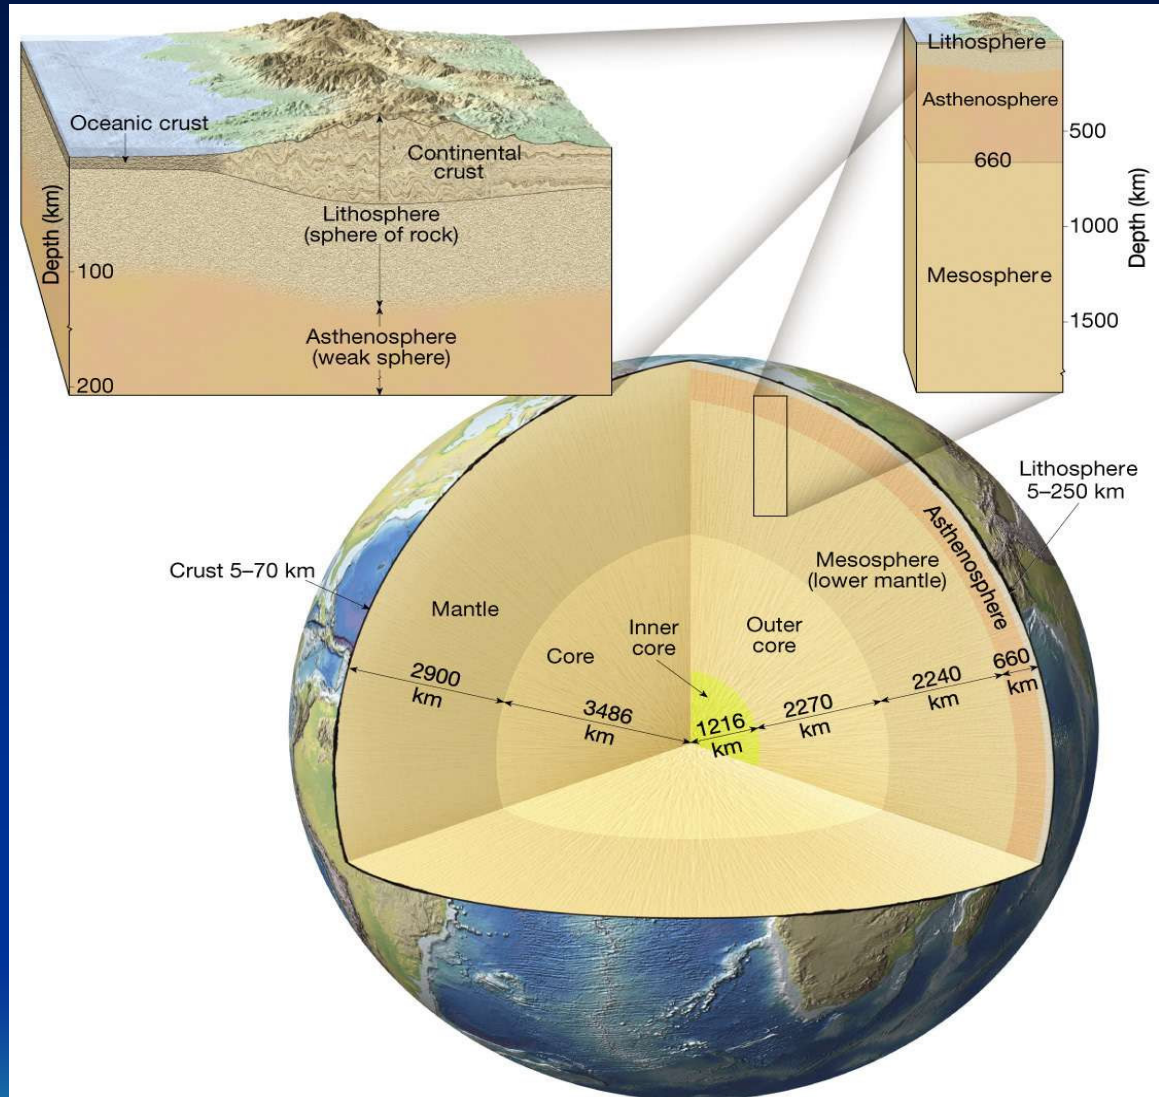 Oceanic crust
Continental
crust
Lithosphere
(sphere of rock)
Asthenosphere
(weak sphere)
Depth (km)
100
200
Lithosphere
Asthenosphere
500
660
1000
Mesosphere
1500
Depth (km)
Lithosphere
5–250 km
Asthenosphere
Mesosphere
(lower mantle)
Crust 5–70 km
Mantle
Core
Inner
core
Outer
core
2900
km
3486
km
1216
km
2270
km
2240
km
660
km